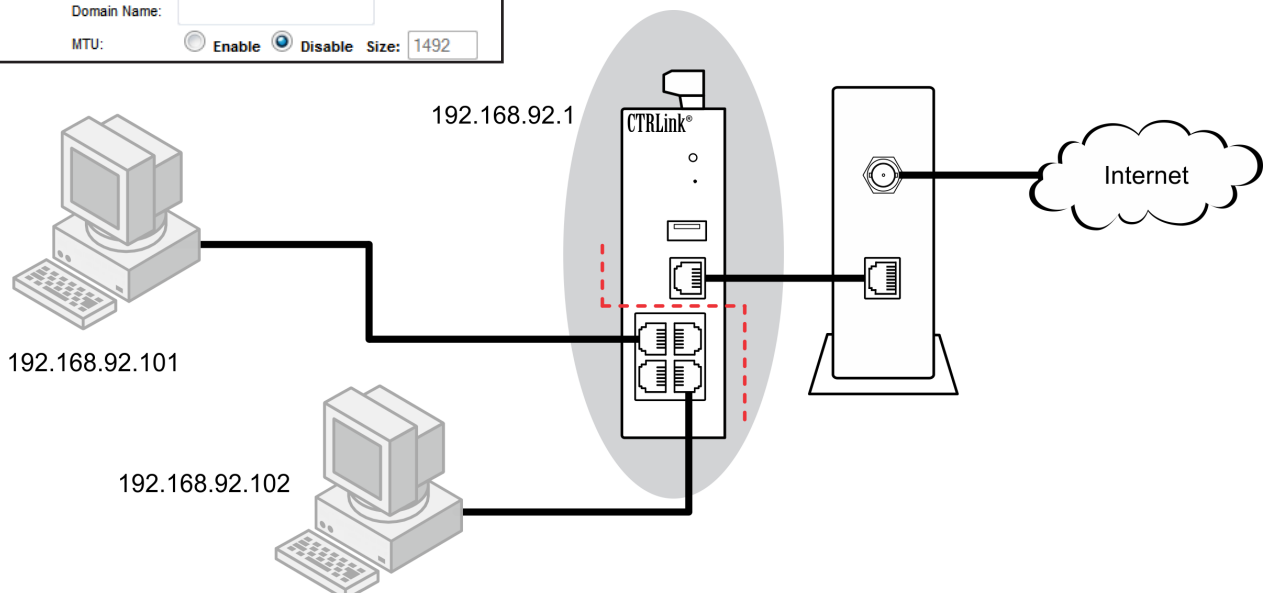 Domain Name:
MTU: Enable Disable Size: 1492
192.168.92.1
CTRLink®
Internet
192.168.92.101
192.168.92.102